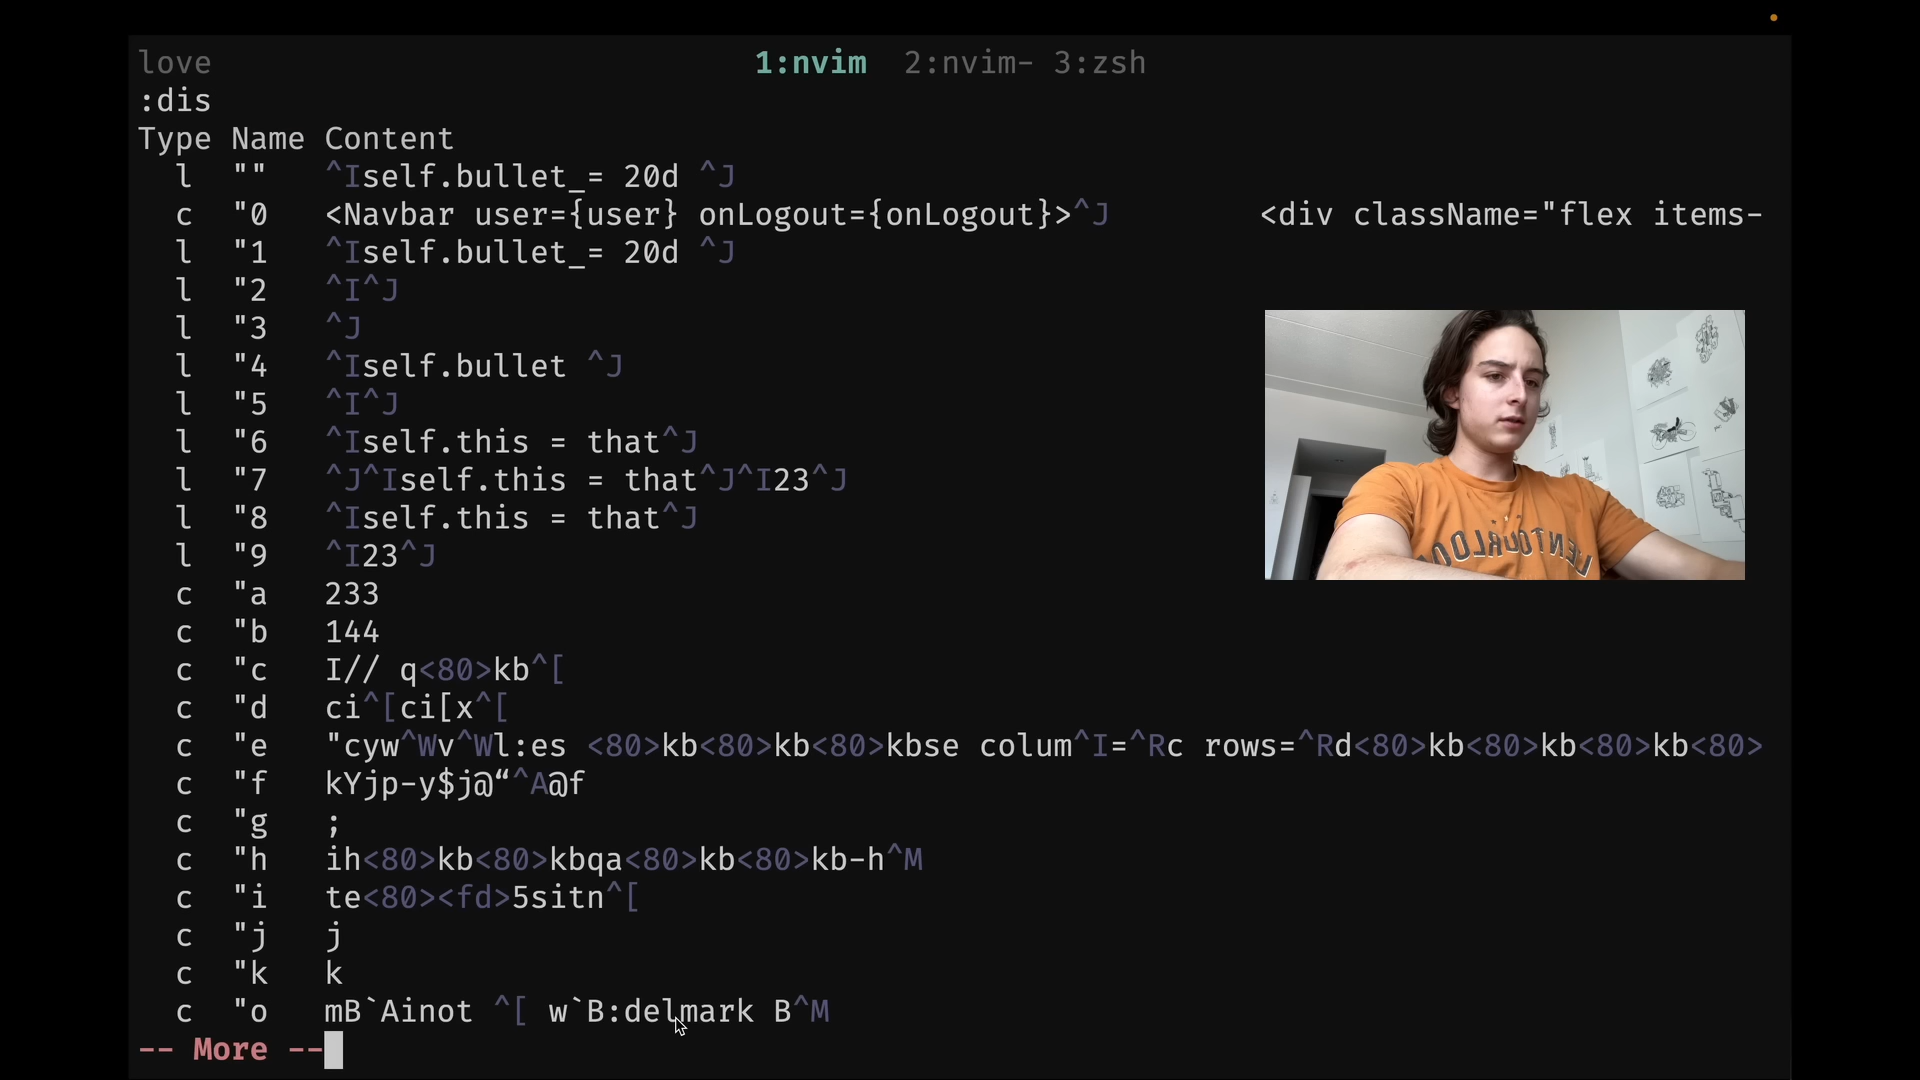 love 1:nvim 2:nvim- 3:zsh
:dis
Type Name Content
l "" ^Iself.bullet_= 20d ^J
c "0 <Navbar user={user} onLogout={onLogout}>^J <div className="flex items-
l "1 ^Iself.bullet_= 20d ^J
l "2 ^I^J
l "3 ^J
l "4 ^Iself.bullet ^J
l "5 ^I^J
l "6 ^Iself.this = that^J
l "7 ^J^Iself.this = that^J^I23^J
l "8 ^Iself.this = that^J
l "9 ^I23^J
c "a 233
c "b 144
c "c I// q<80>kb^[
c "d ci^[ci[x^[
c "e "cyw^Wv^Wl:es <80>kb<80>kb<80>kbse colum^I=^Rc rows=^Rd<80>kb<80>kb<80>kb<80>
c "f kYjp-y$j@“^A@f
c "g ;
c "h ih<80>kb<80>kbqa<80>kb<80>kb-h^M
c "i te<80><fd>5sitn^[
c "j j
c "k k
c "o mB`Ainot ^[ w`B:delmark B^M
-- More --